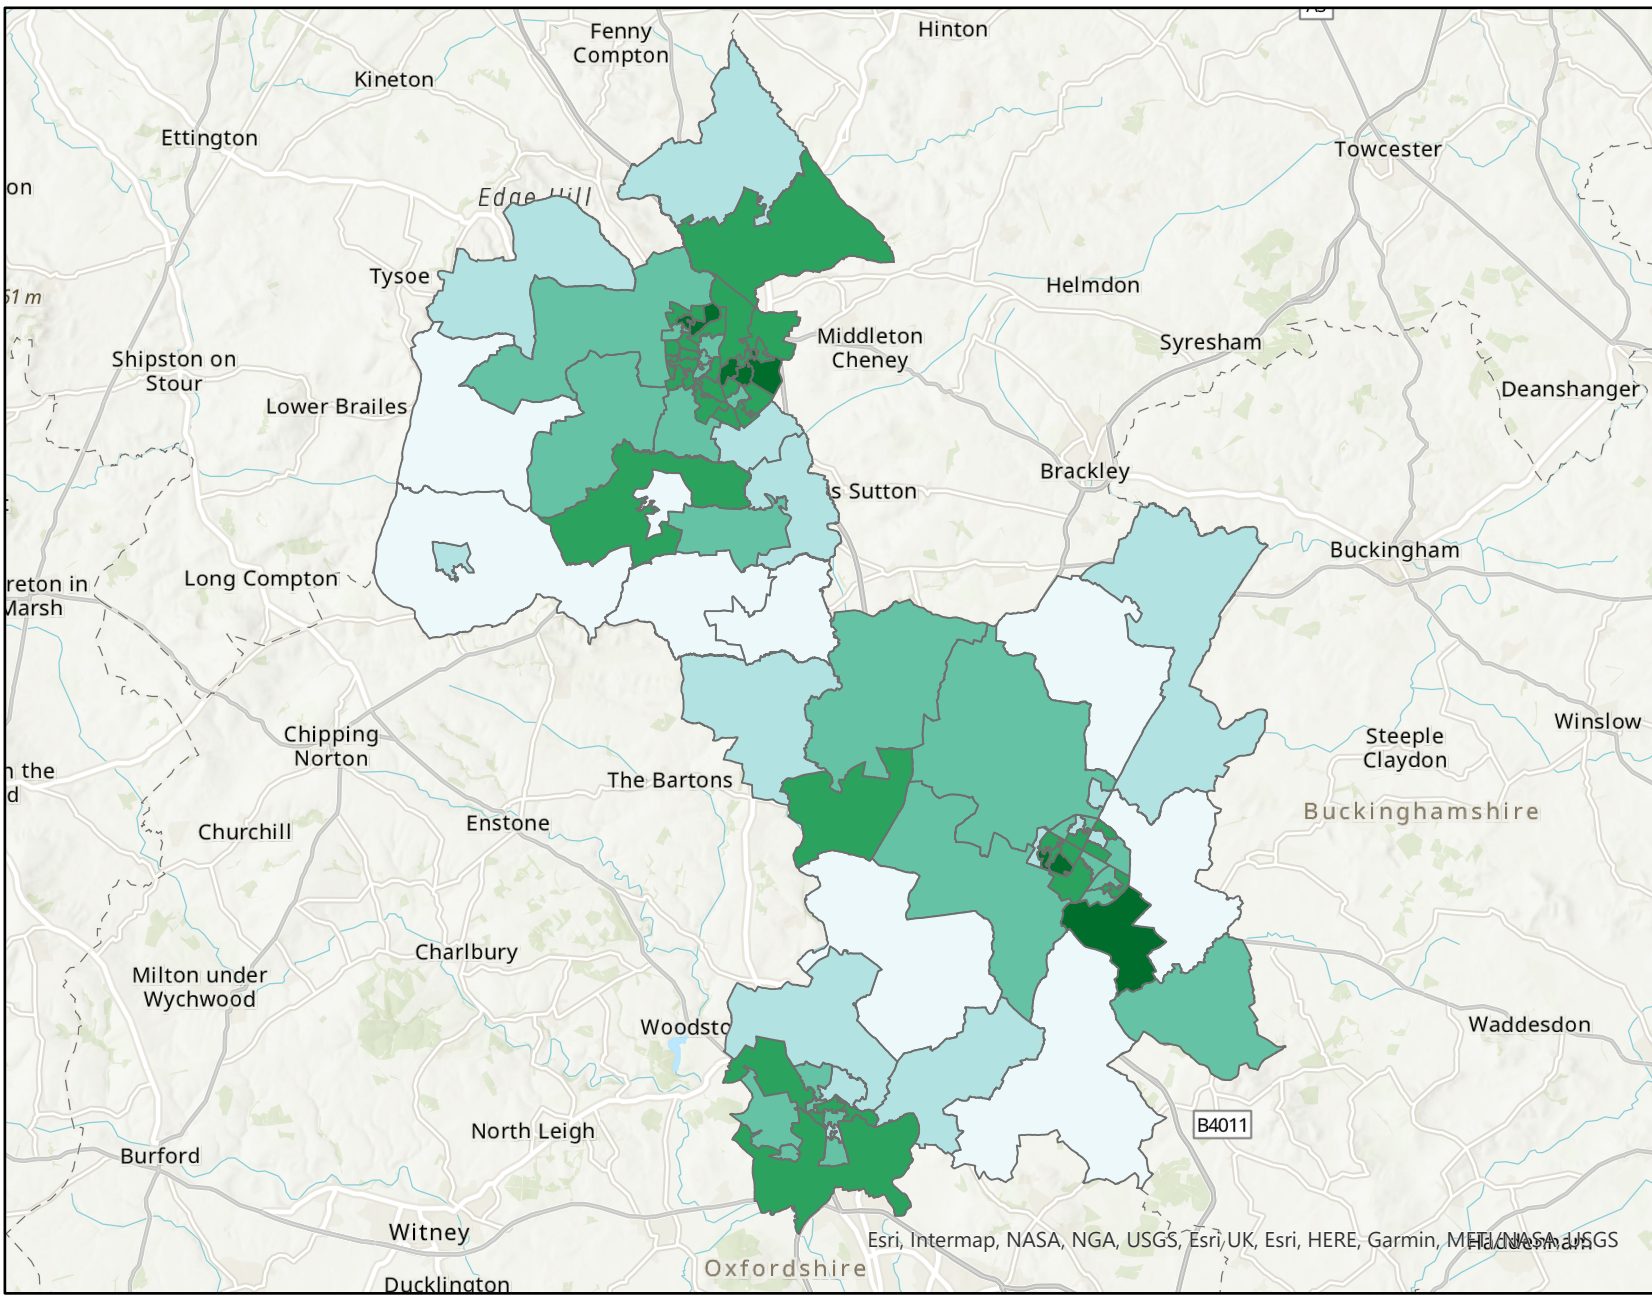 A5
Hinton
Fenny
Compton
Kineton
Ettington
Towcester
on
Edge Hill
Tysoe
Helmdon
51 m
Middleton
Cheney
Syresham
Shipston on
Stour
Deanshanger
Lower Brailes
Brackley
s Sutton
Buckingham
Long Compton
reton in
Marsh
Winslow
Chipping
Norton
Steeple
Claydon
n the
d
The Bartons
Buckinghamshire
Enstone
Churchill
Charlbury
Milton under
Wychwood
Woodsto
Waddesdon
B4011
North Leigh
Burford
Witney
Esri, Intermap, NASA, NGA, USGS, Esri UK, Esri, HERE, Garmin, METI/NASA, USGS
Haddenham
Oxfordshire
Ducklington